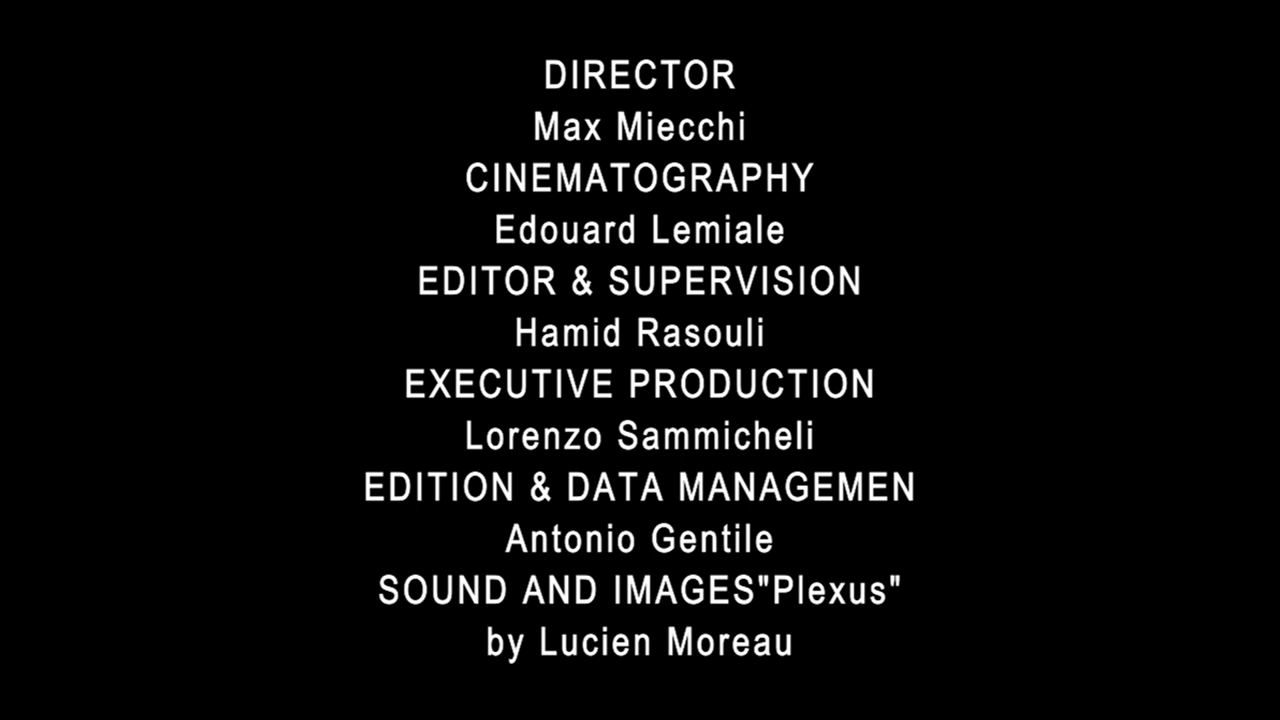 DIRECTOR
Max Miecchi
CINEMATOGRAPHY
Edouard Lemiale
EDITOR & SUPERVISION
Hamid Rasouli
EXECUTIVE PRODUCTION
Lorenzo Sammicheli
EDITION & DATA MANAGEMEN
Antonio Gentile
SOUND AND IMAGES"Plexus"
by Lucien Moreau